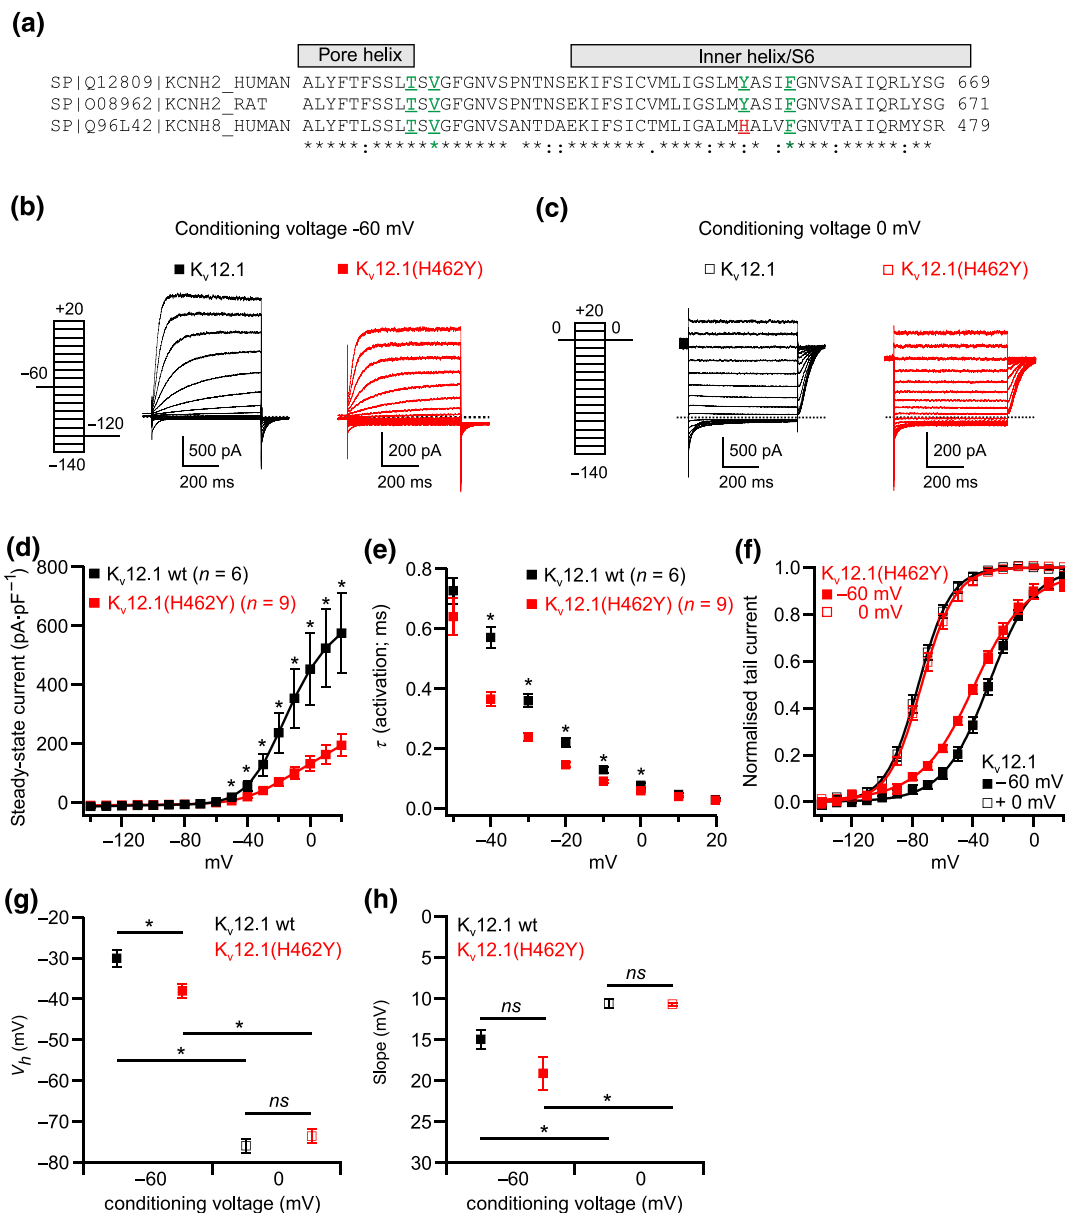 (a)
Pore helix
Inner helix/S6
SP|Q12809|KCNH2_HUMAN ALYFTFSSLTSVGFGNVSPNTNSEKIFSICVMLIGSLMYASIFGNVSAIIQRLYSG 669
SP|O08962|KCNH2_RAT ALYFTFSSLTSVGFGNVSPNTNSEKIFSICVMLIGSLMYASIFGNVSAIIQRLYSG 671
SP|Q96L42|KCNH8_HUMAN ALYFTLSSLTSVGFGNVSANTDAEKIFSICTMLIGALMHALVFGNVTAIIQRMYSR 479
*****:************ **::*******.****:**:* :****:*****:**
(b)
Conditioning voltage -60 mV
Kv12.1
Kv12.1(H462Y)
+20
−60
−120
−140
500 pA
200 ms
200 pA
200 ms
(c)
Conditioning voltage 0 mV
Kv12.1
Kv12.1(H462Y)
+20
0
0
−140
500 pA
200 ms
200 pA
200 ms
(d)
Kv12.1 wt (n = 6)
Kv12.1(H462Y) (n = 9)
Steady-state current (pA·pF−1)
800
600
400
200
0
* * * * * * * *
−120
−80
−40
0
mV
(e)
Kv12.1 wt (n = 6)
Kv12.1(H462Y) (n = 9)
τ (activation; ms)
0.8
0.6
0.4
0.2
0.0
* * * * *
−40
−20
0
20
mV
(f)
Kv12.1(H462Y)
−60 mV
0 mV
Kv12.1
−60 mV
+ 0 mV
Normalised tail current
1.0
0.8
0.6
0.4
0.2
0.0
−120
−80
−40
0
mV
(g)
Kv12.1 wt
Kv12.1(H462Y)
Vh (mV)
−20
−30
−40
−50
−60
−70
−80
*
*
*
ns
−60
0
conditioning voltage (mV)
(h)
Kv12.1 wt
Kv12.1(H462Y)
Slope (mV)
0
5
10
15
20
25
30
ns
ns
*
*
−60
0
conditioning voltage (mV)